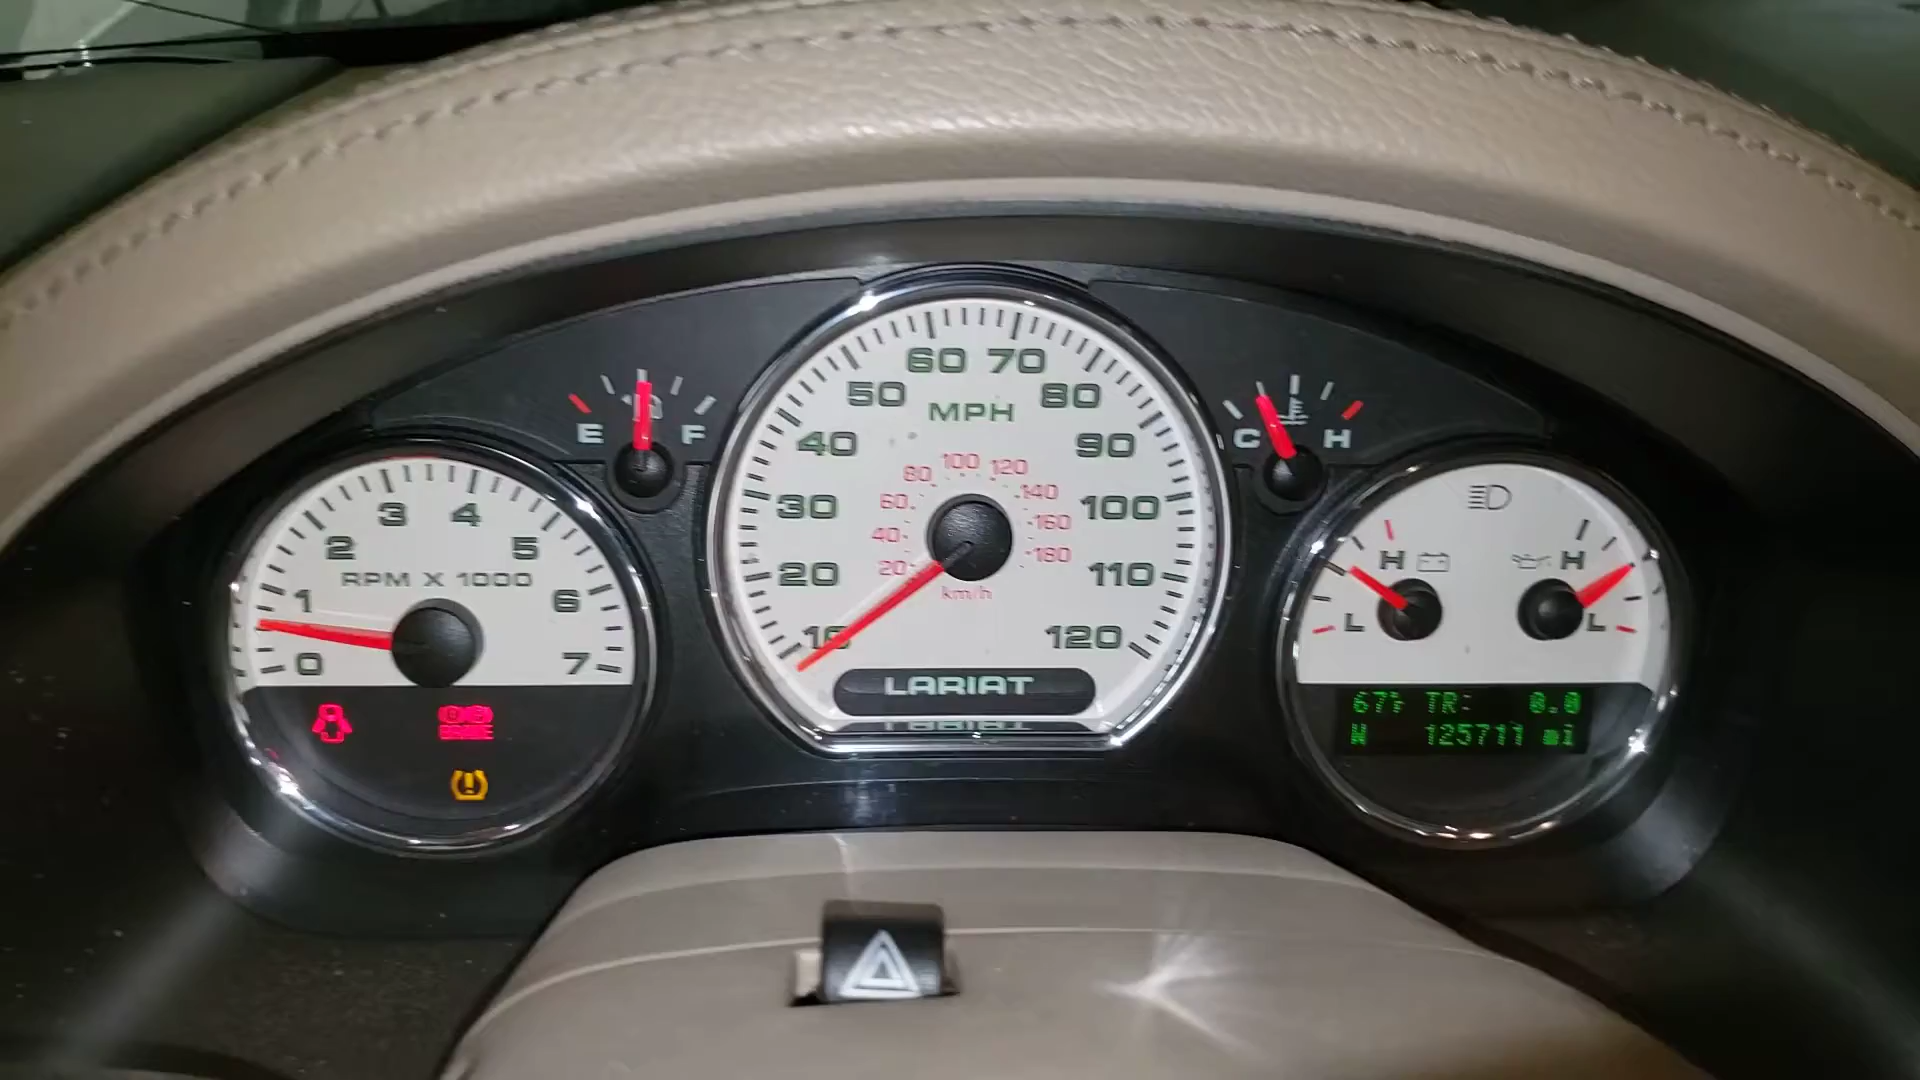 60 70
50 MPH 80
E F
40 90
C H
80 100 120
60 140
3 4
30 100
40 160
2 5
RPM X 1000
20 110
20 180
km/h
H H
1 6
L L
10 120
0 7
LARIAT
BRAKE
67°F TR: 0.0
W 125711 mi